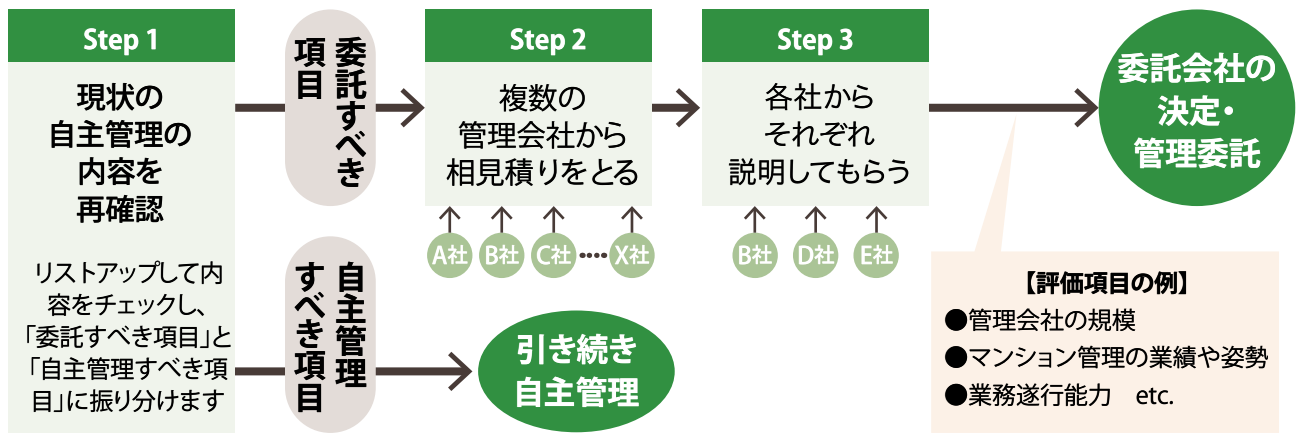 Step 1
現状の
自主管理の
内容を
再確認
リストアップして内
容をチェックし、
「委託すべき項目」と
「自主管理すべき項
目」に振り分けます
委託すべき
項目
自主管理
すべき項目
Step 2
複数の
管理会社から
相見積りをとる
A社
B社
C社
････
X社
引き続き
自主管理
Step 3
各社から
それぞれ
説明してもらう
B社
D社
E社
委託会社の
決定・
管理委託
【評価項目の例】
●管理会社の規模
●マンション管理の業績や姿勢
●業務遂行能力　etc.